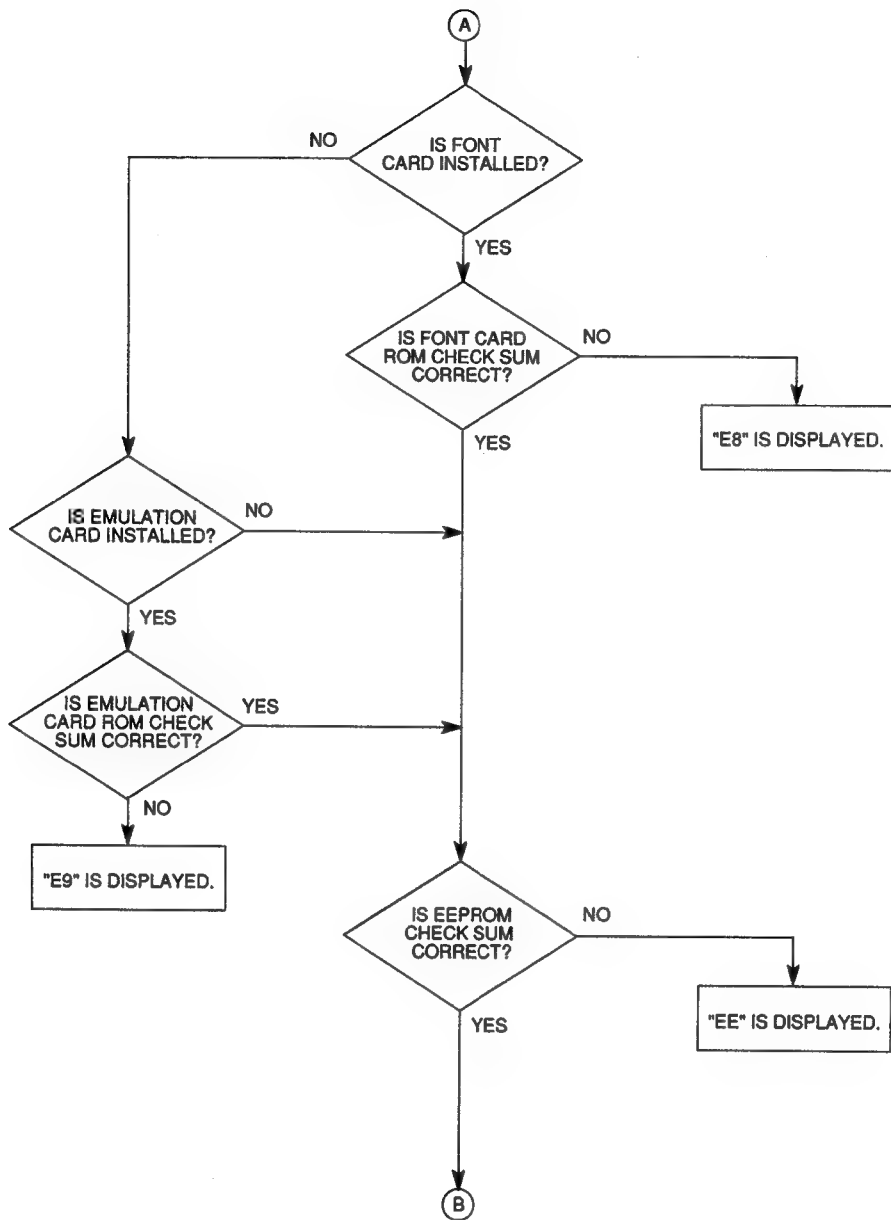 A
IS FONT
CARD INSTALLED?
NO
YES
IS FONT CARD
ROM CHECK SUM
CORRECT?
NO
YES
"E8" IS DISPLAYED.
IS EMULATION
CARD INSTALLED?
NO
YES
IS EMULATION
CARD ROM CHECK
SUM CORRECT?
YES
NO
"E9" IS DISPLAYED.
IS EEPROM
CHECK SUM
CORRECT?
NO
YES
"EE" IS DISPLAYED.
B